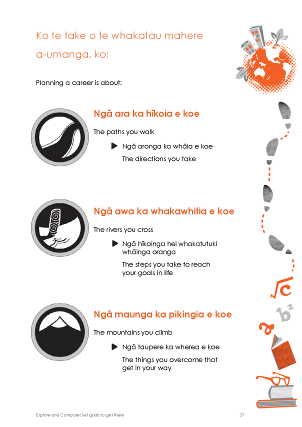 Ko te take o te whakatau mahere
a-umanga, ko:
Planning a career is about:
Ngā ara ka hīkoia e koe
The paths you walk
Ngā aronga ka whāia e koe
The directions you take
Ngā awa ka whakawhitia e koe
The rivers you cross
Ngā hīkoinga hei whakatutuki
whāinga oranga
The steps you take to reach
your goals in life
Ngā maunga ka pikingia e koe
The mountains you climb
Ngā taupere ka wherea e koe
The things you overcome that
get in your way
√c
b²
a
Explore and Compare: Set goals to get there
37